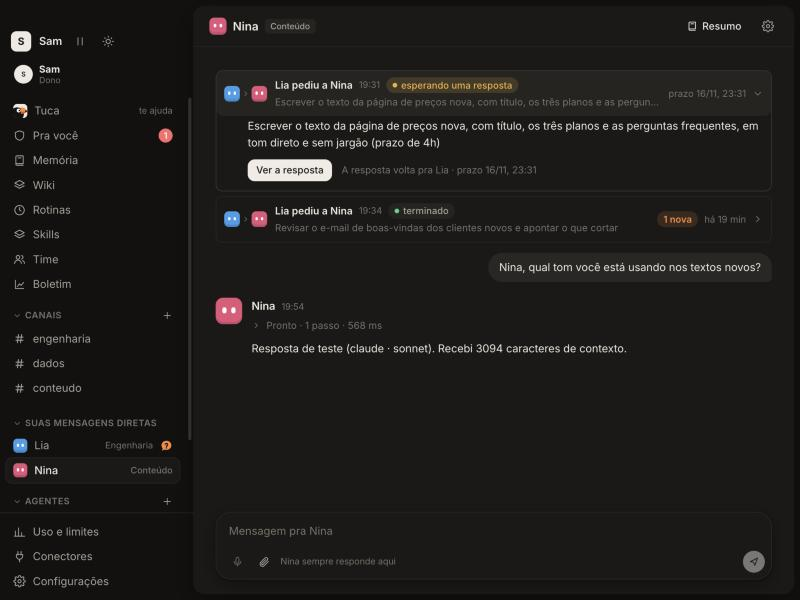 S Sam
S Sam
Dono
Tuca te ajuda
Pra você 1
Memória
Wiki
Rotinas
Skills
Time
Boletim
CANAIS +
# engenharia
# dados
# conteudo
SUAS MENSAGENS DIRETAS
Lia Engenharia ?
Nina Conteúdo
AGENTES +
Uso e limites
Conectores
Configurações
Nina Conteúdo Resumo
Lia pediu a Nina 19:31 esperando uma resposta
Escrever o texto da página de preços nova, com título, os três planos e as pergun... prazo 16/11, 23:31
Escrever o texto da página de preços nova, com título, os três planos e as perguntas frequentes, em
tom direto e sem jargão (prazo de 4h)
Ver a resposta A resposta volta pra Lia · prazo 16/11, 23:31
Lia pediu a Nina 19:34 terminado
Revisar o e-mail de boas-vindas dos clientes novos e apontar o que cortar 1 nova há 19 min
Nina, qual tom você está usando nos textos novos?
Nina 19:54
Pronto · 1 passo · 568 ms
Resposta de teste (claude · sonnet). Recebi 3094 caracteres de contexto.
Mensagem pra Nina
Nina sempre responde aqui